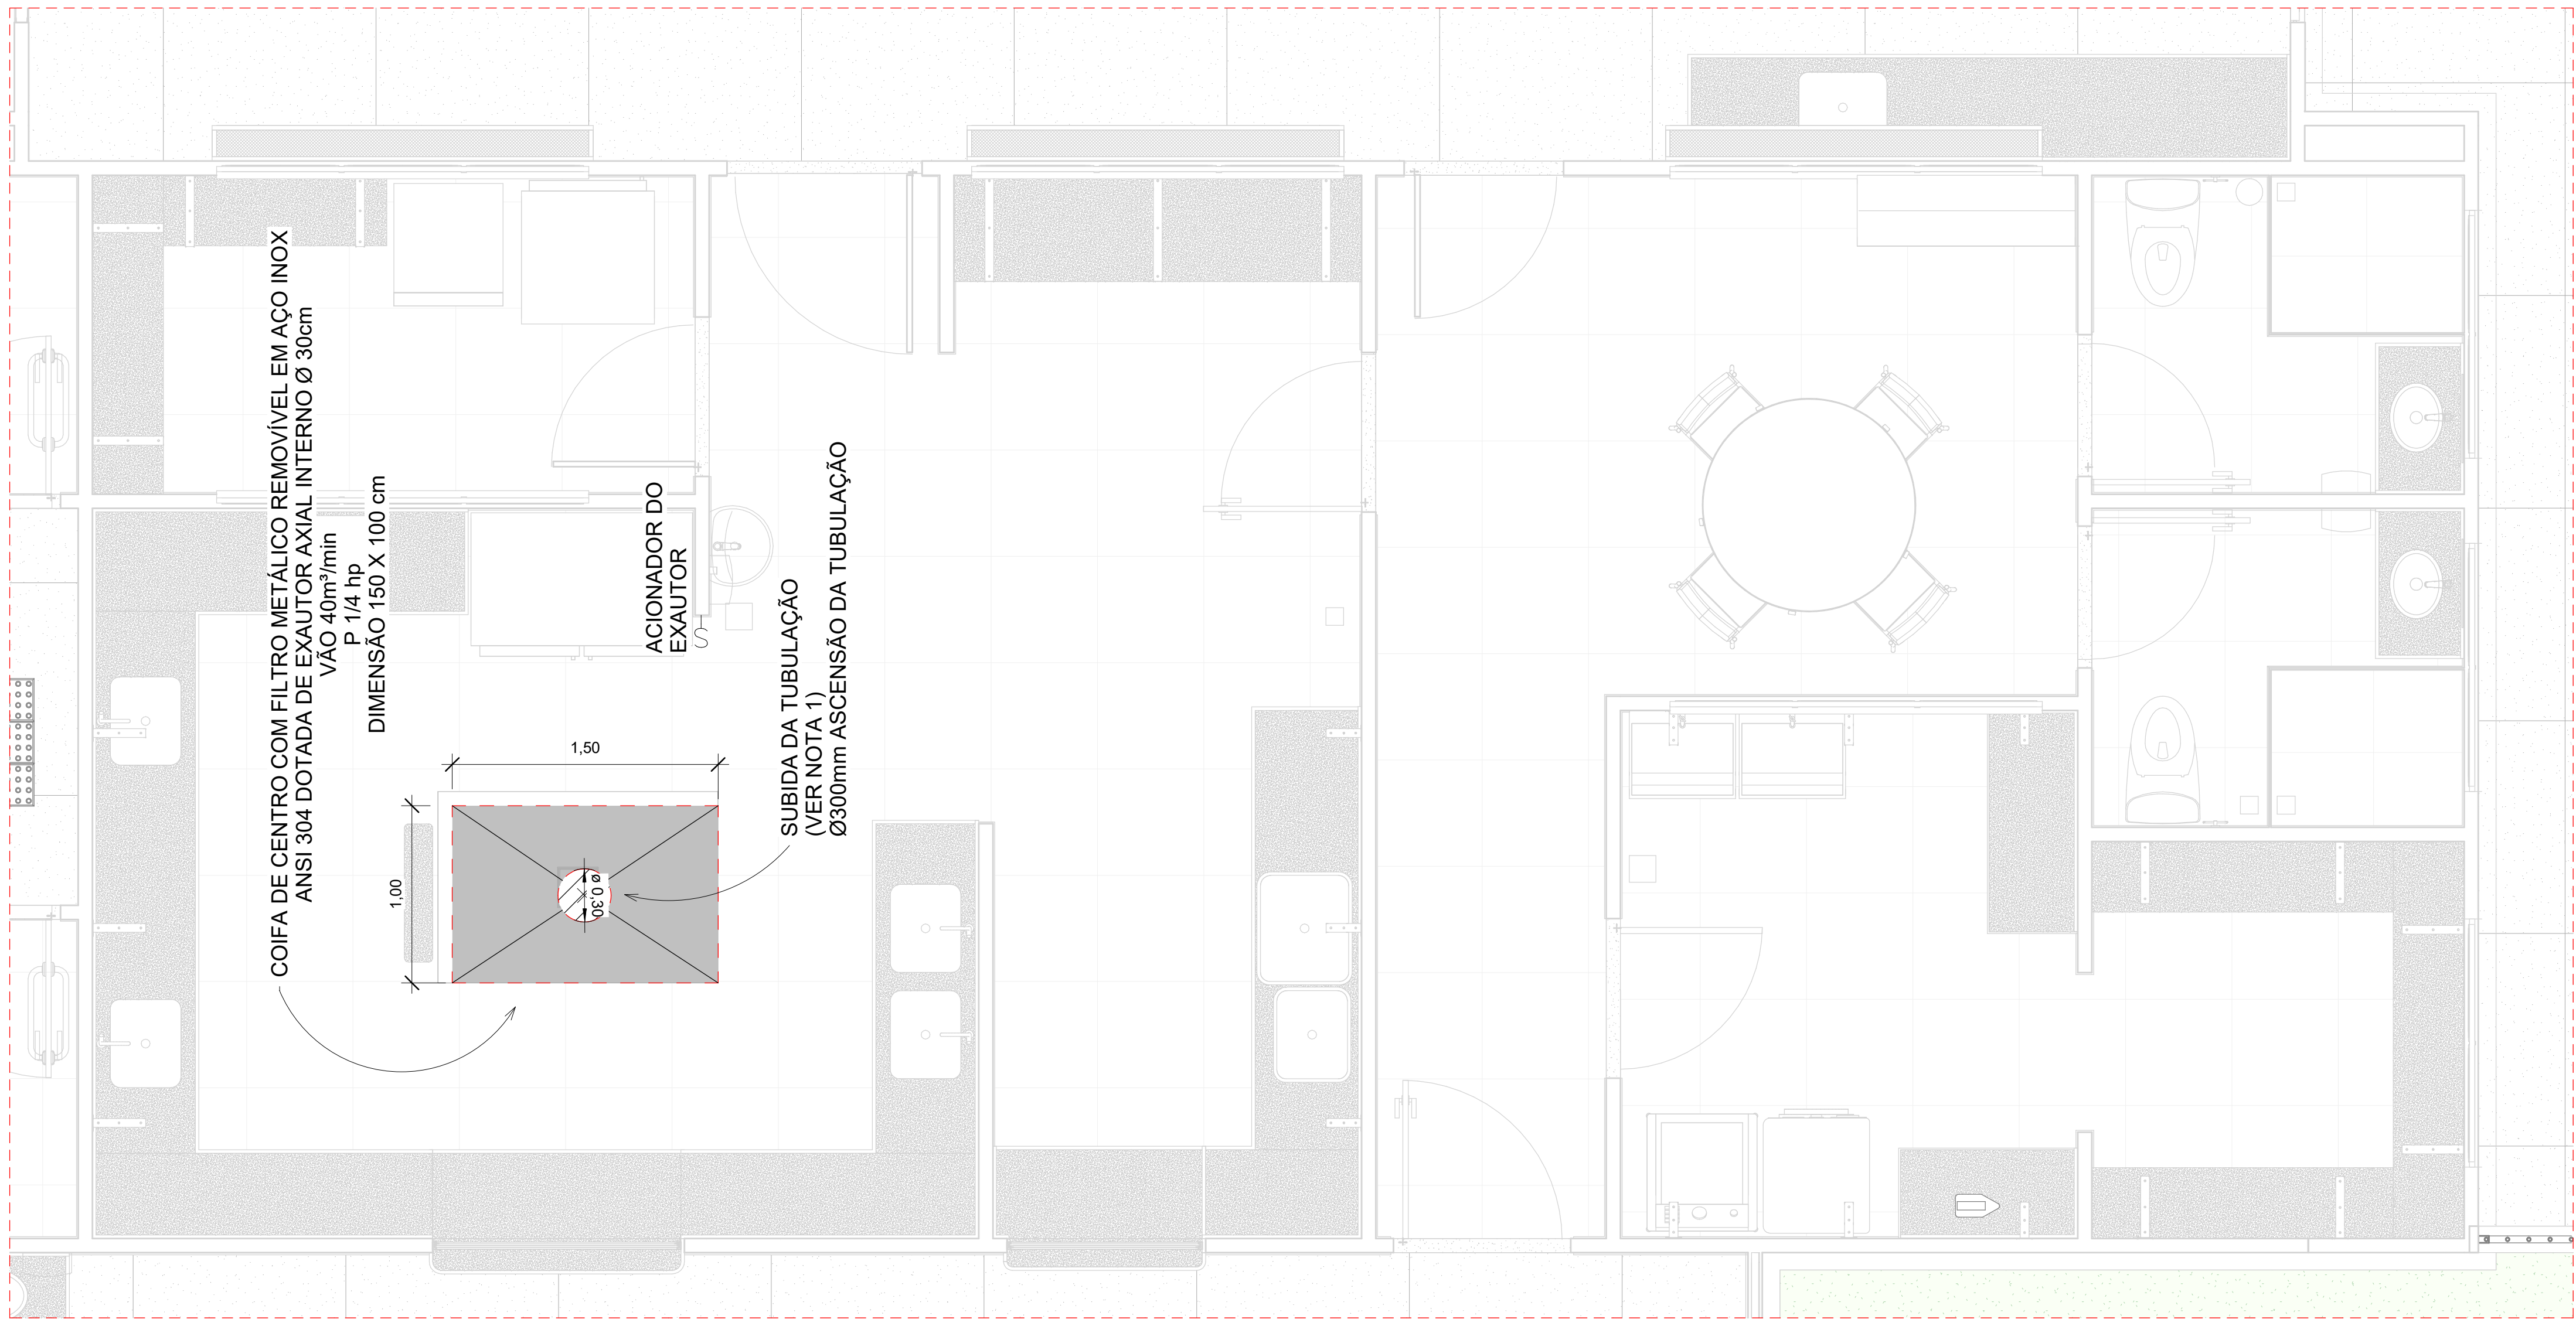 COIFA DE CENTRO COM FILTRO METÁLICO REMOVÍVEL EM AÇO INOX
ANSI 304 DOTADA DE EXAUTOR AXIAL INTERNO Ø 30cm
VÃO 40m³/min
P 1/4 hp
DIMENSÃO 150 X 100 cm
ACIONADOR DO
EXAUTOR
S
SUBIDA DA TUBULAÇÃO
(VER NOTA 1)
Ø300mm ASCENSÃO DA TUBULAÇÃO
1,50
1,00
ø 0,30